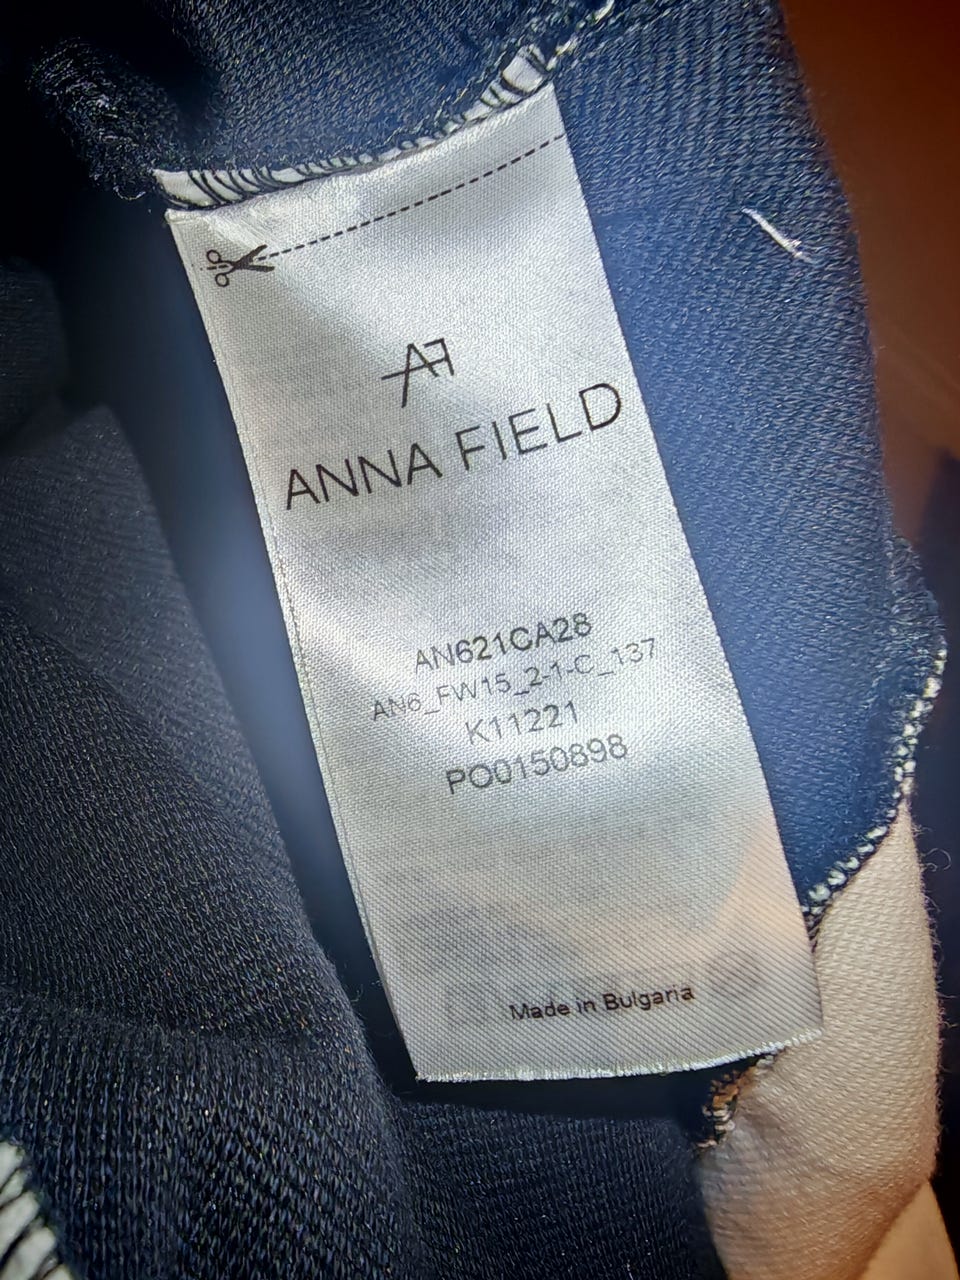 AF
ANNA FIELD
AN621CA28
AN6_FW15_2-1-C_137
K11221
PO0150898
Made in Bulgaria